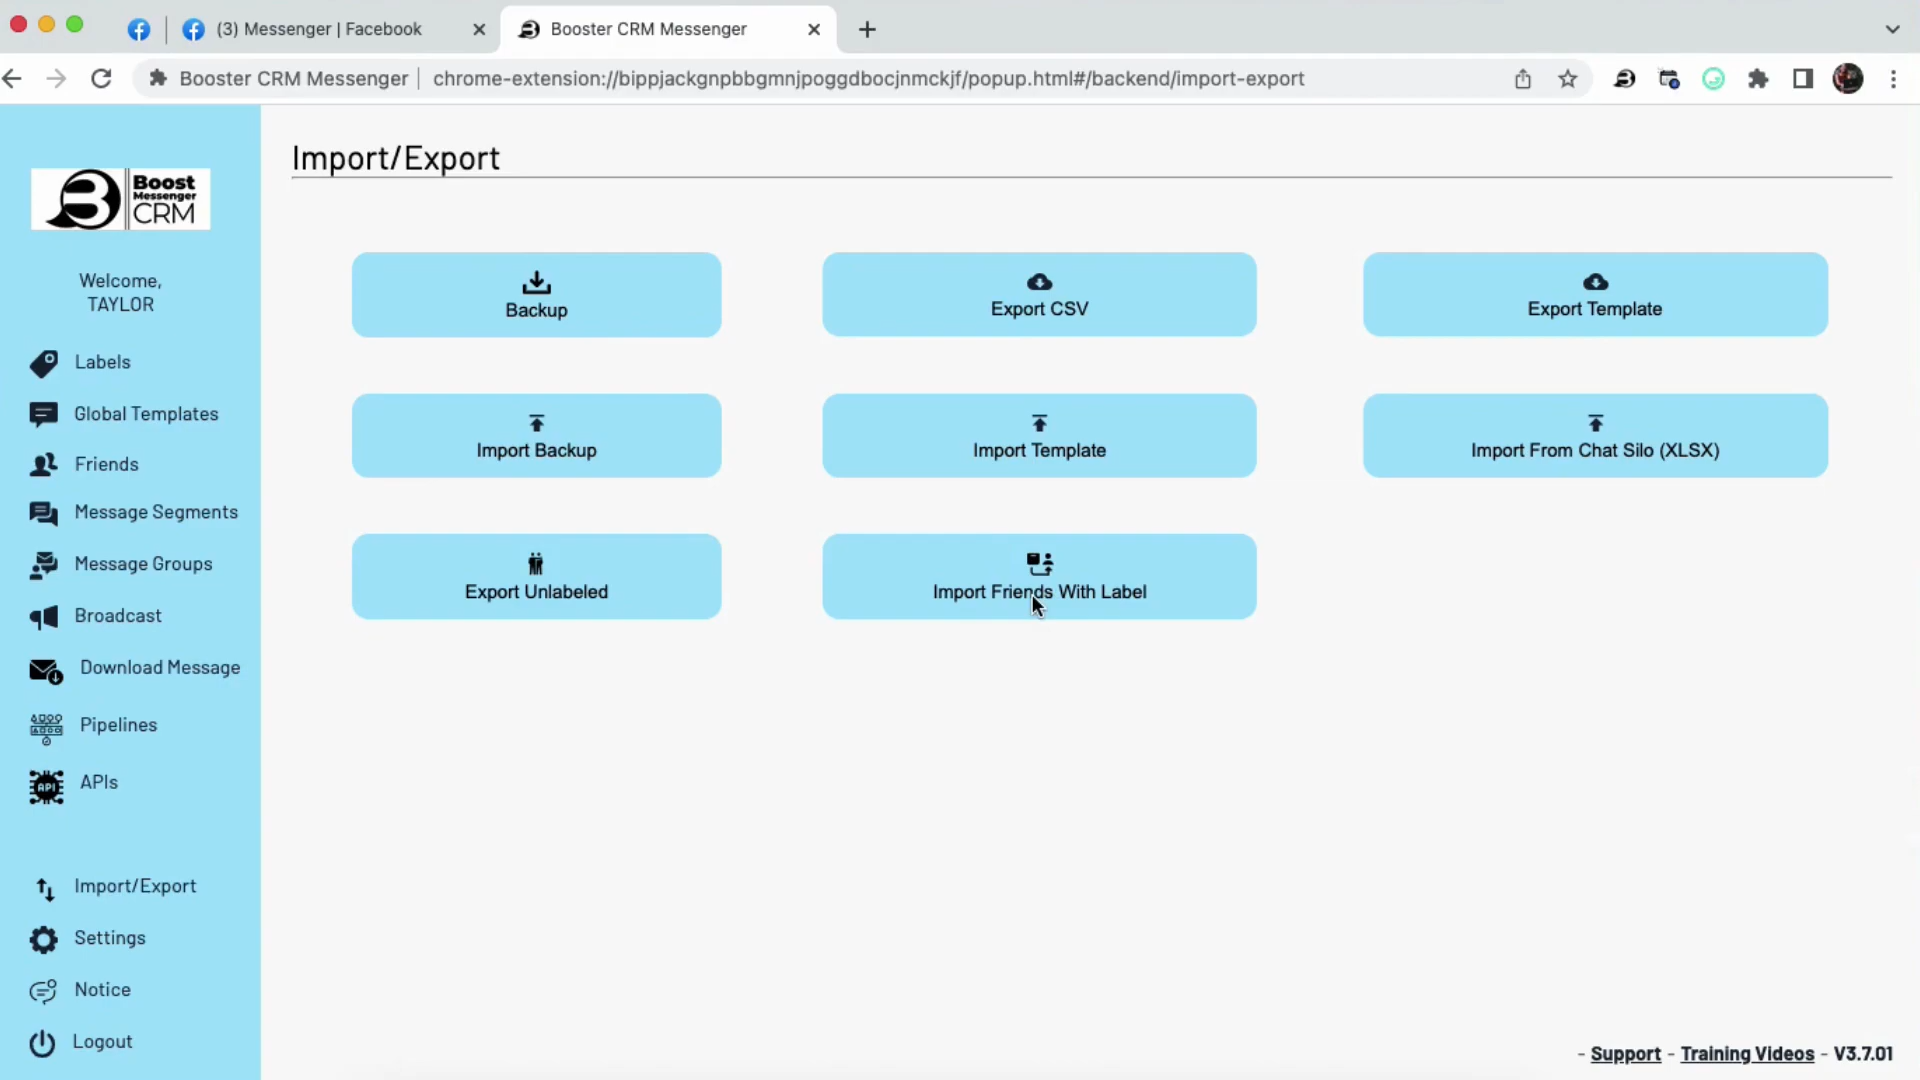 (3) Messenger | Facebook
Booster CRM Messenger
Booster CRM Messenger
chrome-extension://bippjackgnpbbgmnjpoggdbocjnmckjf/popup.html#/backend/import-export
Boost
Messenger
CRM
Welcome,
TAYLOR
Labels
Global Templates
Friends
Message Segments
Message Groups
Broadcast
Download Message
Pipelines
API
APIs
Import/Export
Settings
Notice
Logout
Import/Export
Backup
Export CSV
Export Template
Import Backup
Import Template
Import From Chat Silo (XLSX)
Export Unlabeled
Import Friends With Label
- Support - Training Videos - V3.7.01